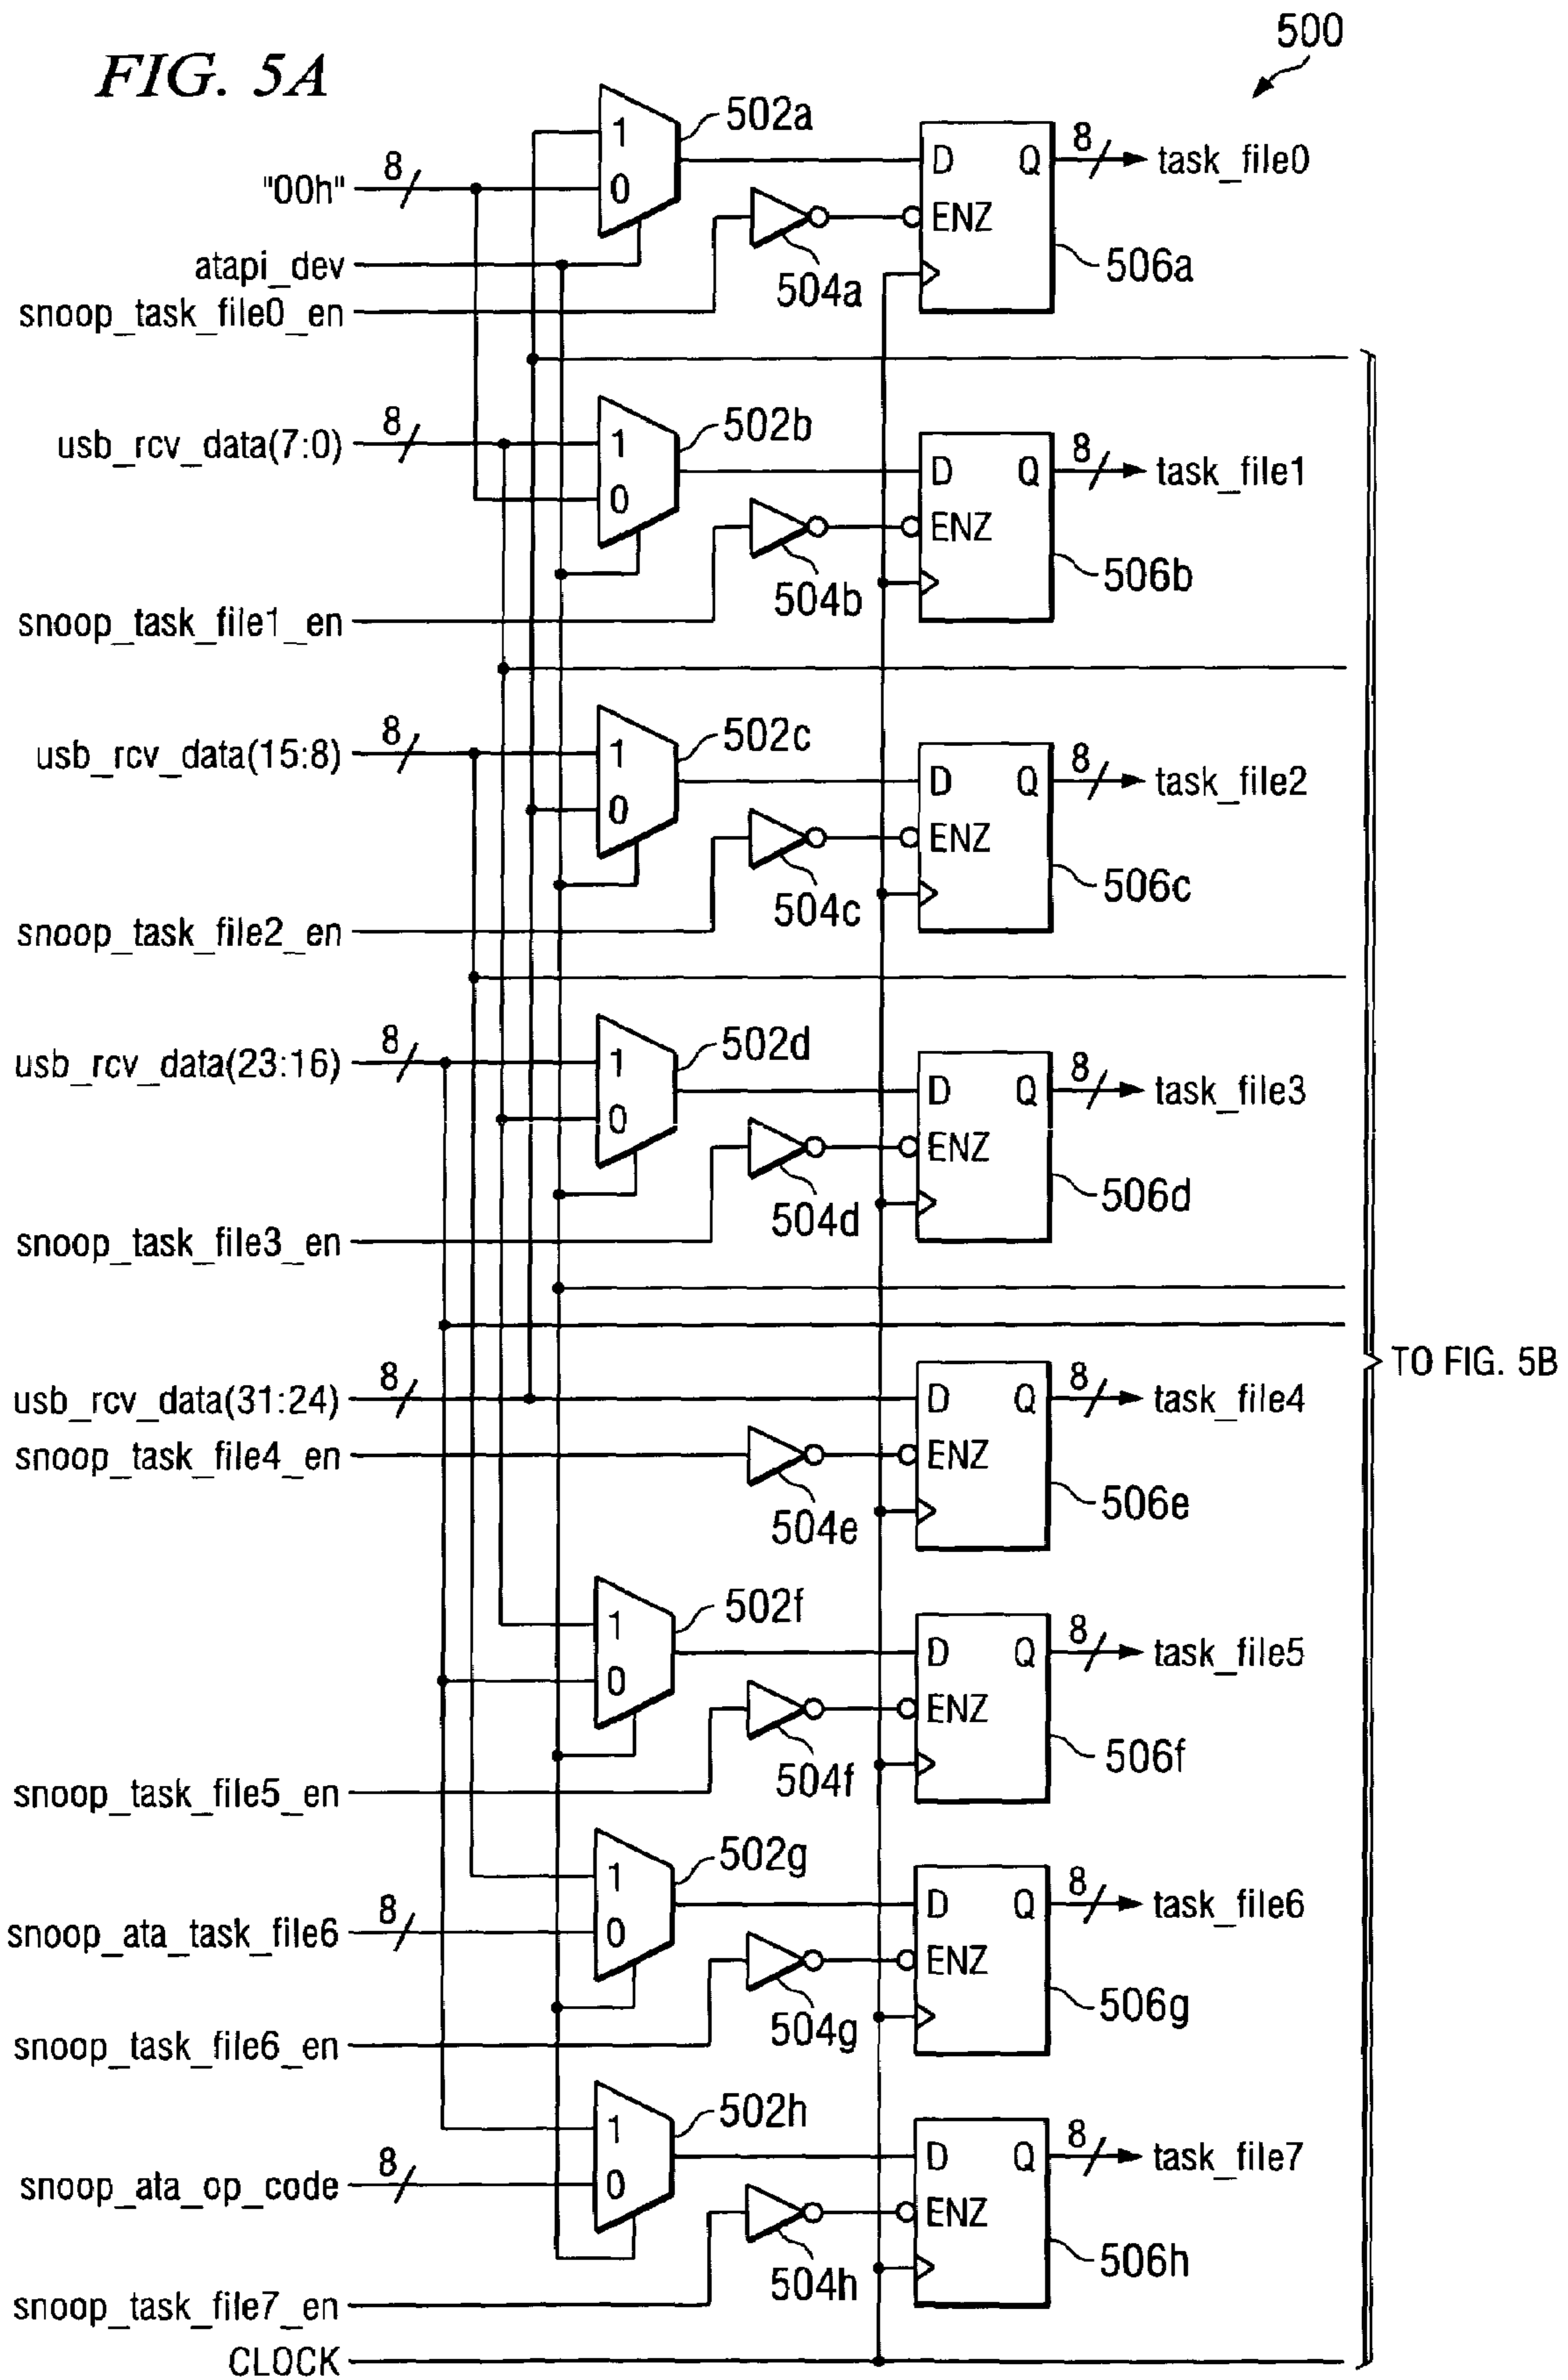 500
FIG. 5A
502a
1
8
D Q
8
task_file0
"00h"
0
ENZ
atapi_dev
506a
504a
snoop_task_file0_en
502b
8
usb_rcv_data(7:0)
1
8
D Q
task_file1
0
ENZ
506b
504b
snoop_task_file1_en
502c
8
usb_rcv_data(15:8)
1
8
D Q
task_file2
0
ENZ
506c
504c
snoop_task_file2_en
502d
8
usb_rcv_data(23:16)
1
8
D Q
task_file3
0
ENZ
506d
504d
snoop_task_file3_en
TO FIG. 5B
8
usb_rcv_data(31:24)
8
D Q
task_file4
snoop_task_file4_en
ENZ
506e
504e
502f
1
8
D Q
task_file5
0
ENZ
506f
504f
snoop_task_file5_en
502g
1
8
D Q
task_file6
8
snoop_ata_task_file6
0
ENZ
506g
504g
snoop_task_file6_en
502h
1
8
D Q
task_file7
8
snoop_ata_op_code
0
ENZ
506h
504h
snoop_task_file7_en
CLOCK